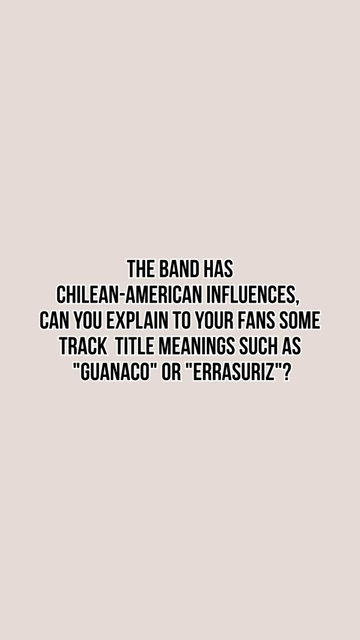 THE BAND HAS
CHILEAN-AMERICAN INFLUENCES,
CAN YOU EXPLAIN TO YOUR FANS SOME
TRACK TITLE MEANINGS SUCH AS
"GUANACO" OR "ERRASURIZ"?